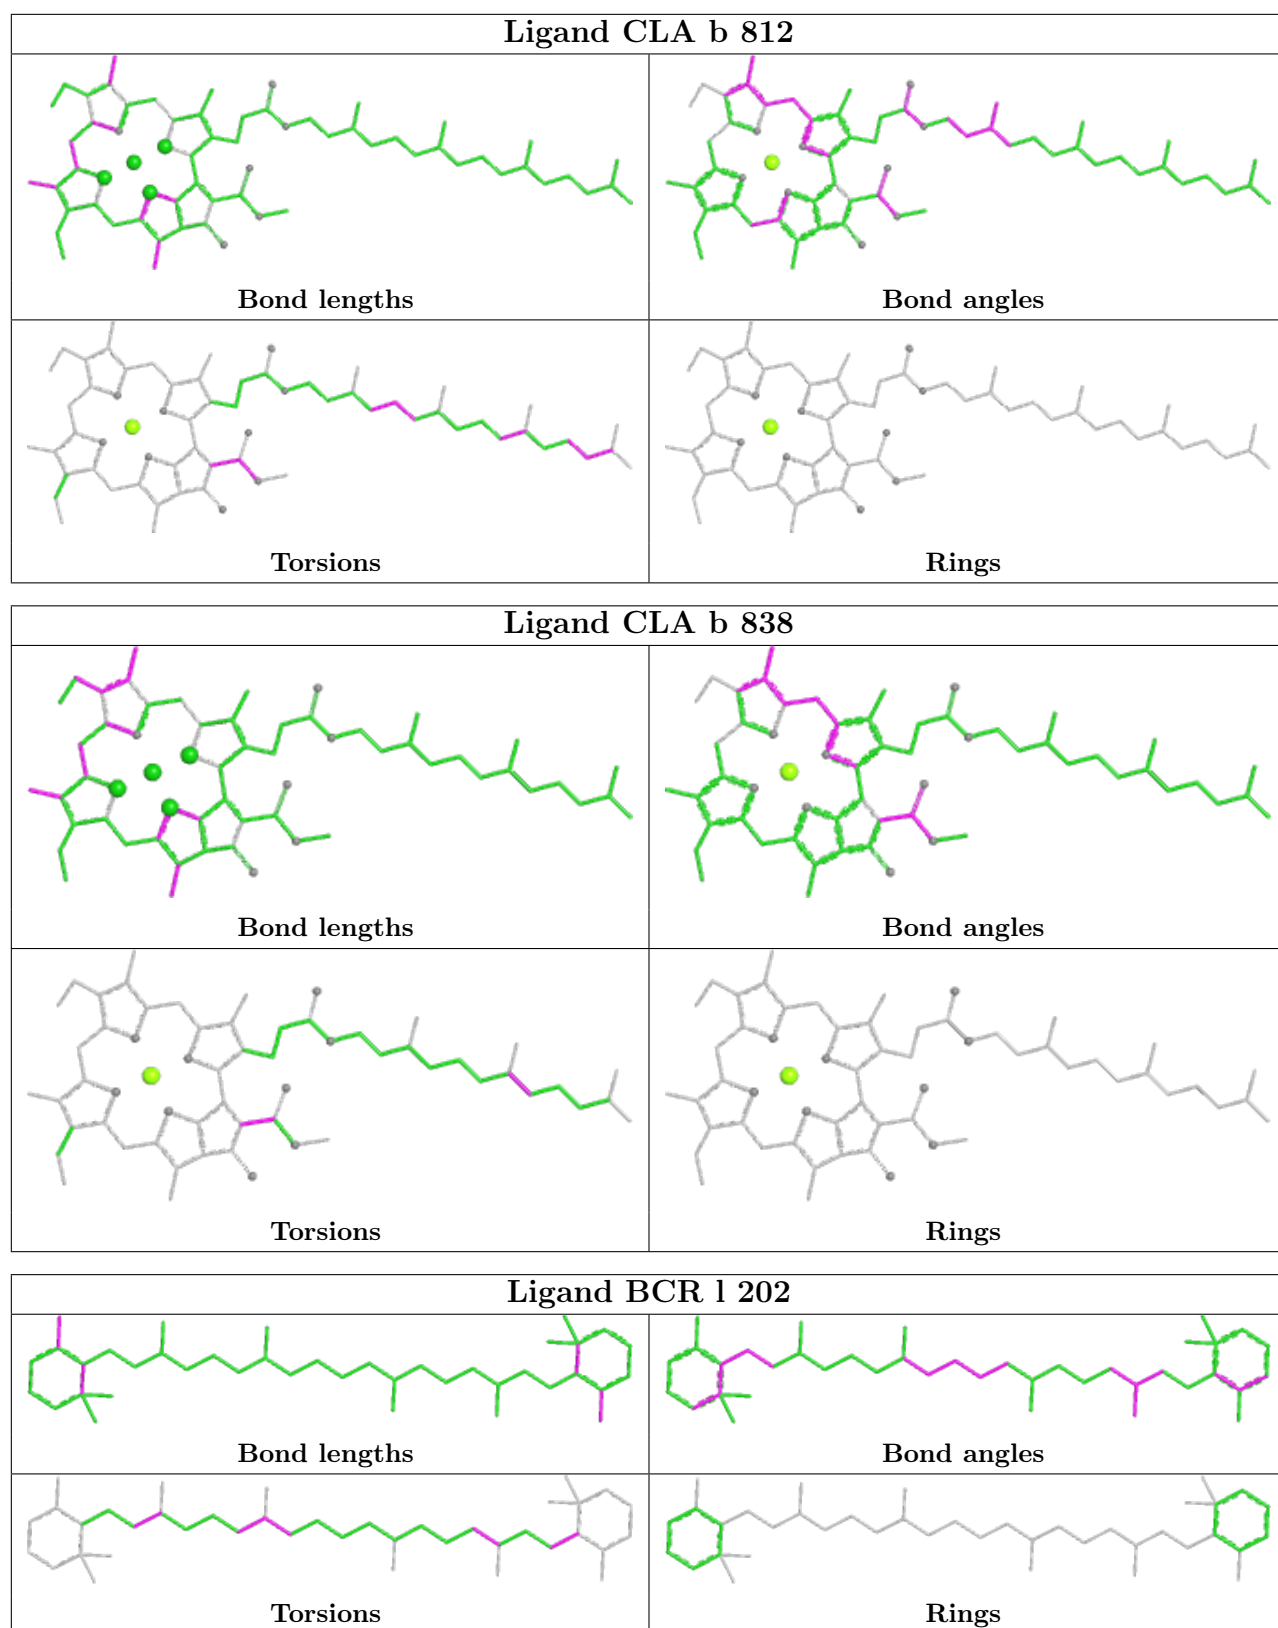 Ligand CLA b 812
Bond lengths
Bond angles
Torsions
Rings
Ligand CLA b 838
Bond lengths
Bond angles
Torsions
Rings
Ligand BCR l 202
Bond lengths
Bond angles
Torsions
Rings